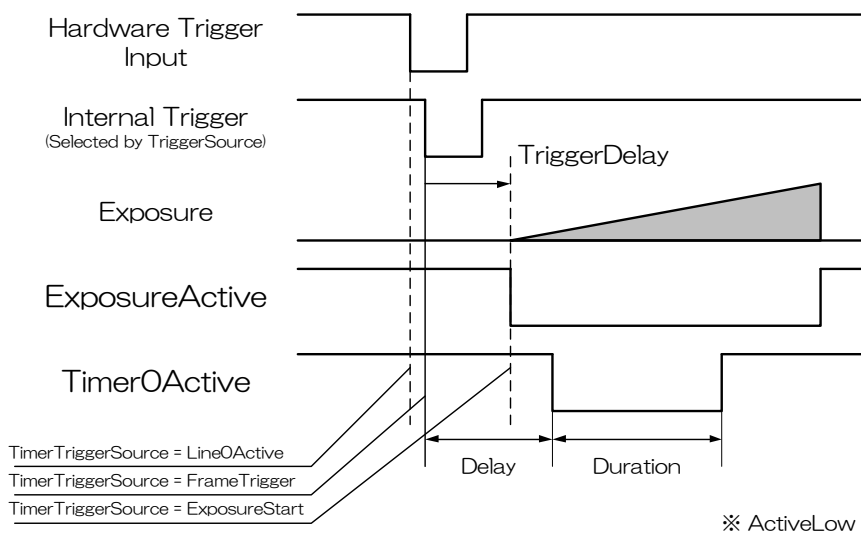 Hardware Trigger
Input
Internal Trigger
(Selected by TriggerSource)
TriggerDelay
Exposure
ExposureActive
Timer0Active
TimerTriggerSource = Line0Active
TimerTriggerSource = FrameTrigger
TimerTriggerSource = ExposureStart
Delay
Duration
※ ActiveLow